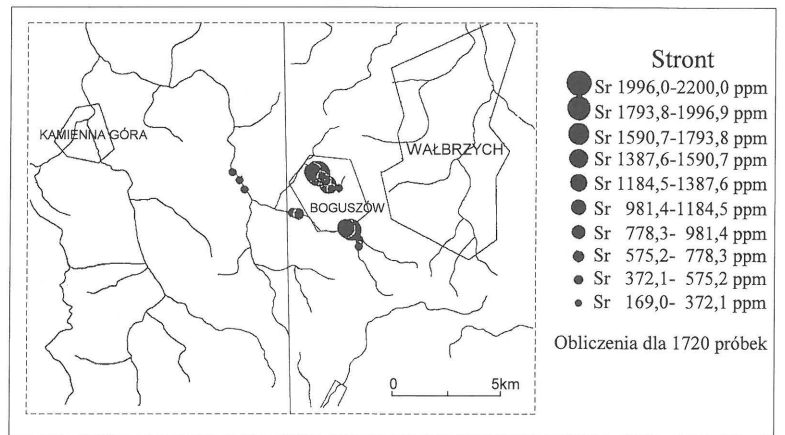 KAMIENNA GÓRA
WAŁBRZYCH
BOGUSZÓW
0 5km
Stront
Sr 1996,0-2200,0 ppm
Sr 1793,8-1996,9 ppm
Sr 1590,7-1793,8 ppm
Sr 1387,6-1590,7 ppm
Sr 1184,5-1387,6 ppm
Sr 981,4-1184,5 ppm
Sr 778,3- 981,4 ppm
Sr 575,2- 778,3 ppm
Sr 372,1- 575,2 ppm
Sr 169,0- 372,1 ppm
Obliczenia dla 1720 próbek